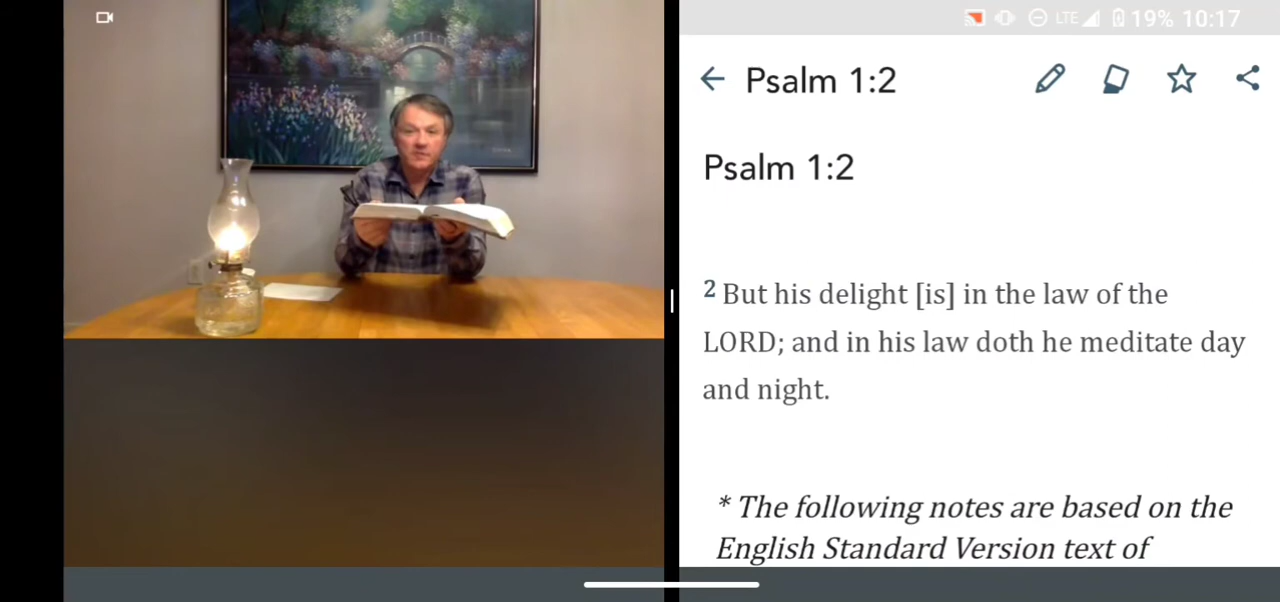 LTE 19% 10:17
Psalm 1:2
Psalm 1:2
2 But his delight [is] in the law of the
LORD; and in his law doth he meditate day
and night.
* The following notes are based on the
English Standard Version text of